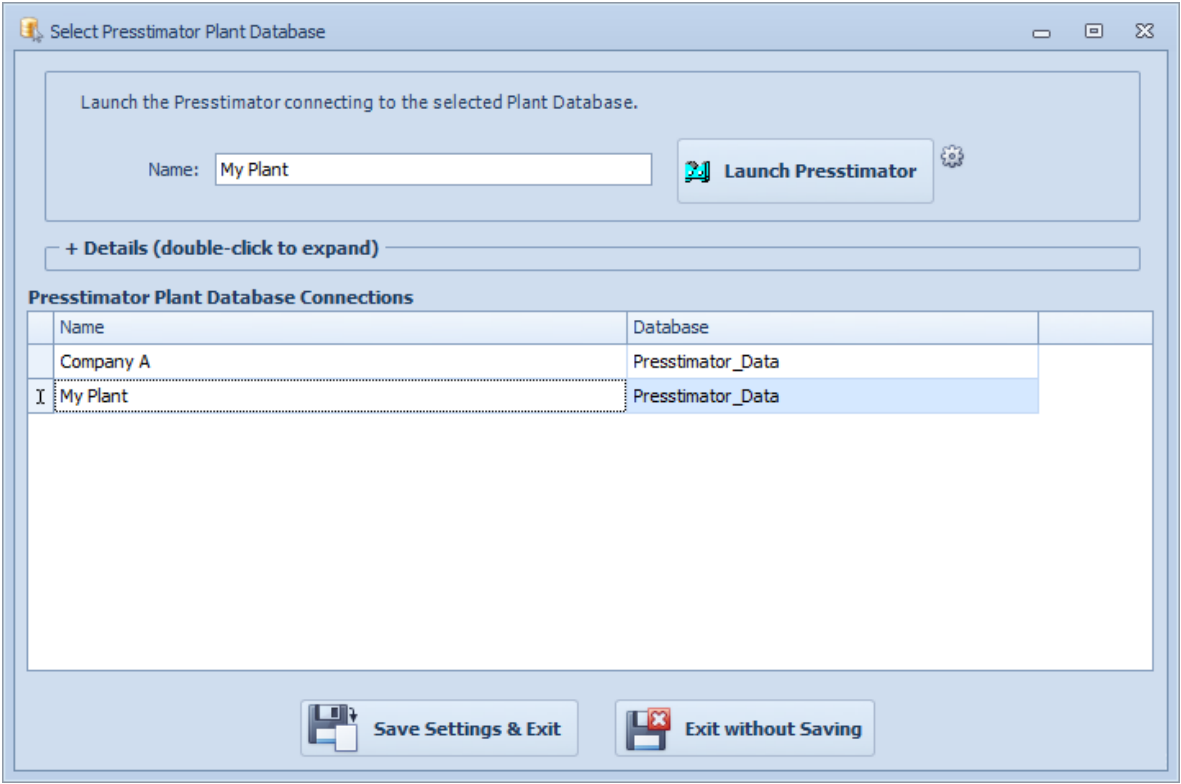 Select Presstimator Plant Database
Launch the Presstimator connecting to the selected Plant Database.
Name: My Plant Launch Presstimator
+ Details (double-click to expand)
Presstimator Plant Database Connections
Name Database
Company A Presstimator_Data
My Plant Presstimator_Data
Save Settings & Exit Exit without Saving